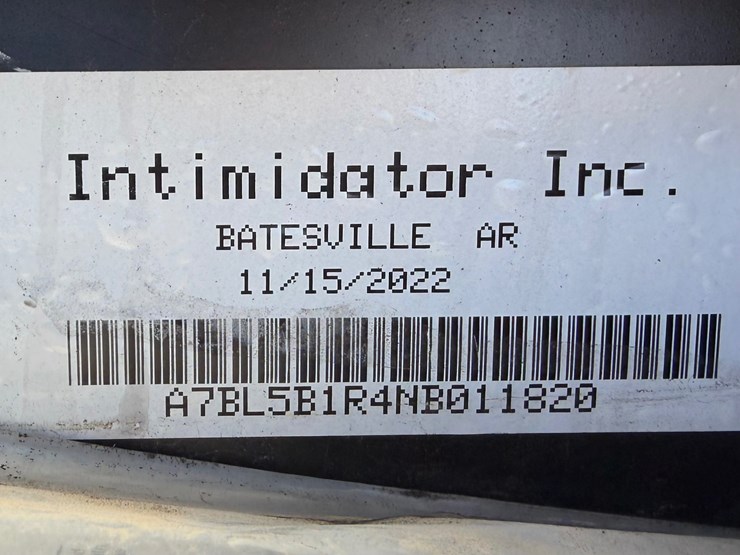 Intimidator Inc.
BATESVILLE AR
11/15/2022
A7BL5B1R4NB011820